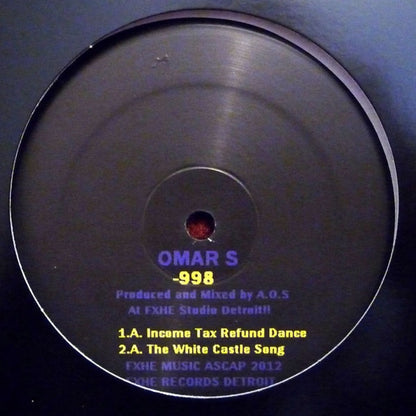 OMAR S
-998
Produced and Mixed by A.O.S
At FXHE Studio Detroit!!
1.A. Income Tax Refund Dance
2.A. The White Castle Song
FXHE MUSIC ASCAP 2012
FXHE RECORDS DETROIT